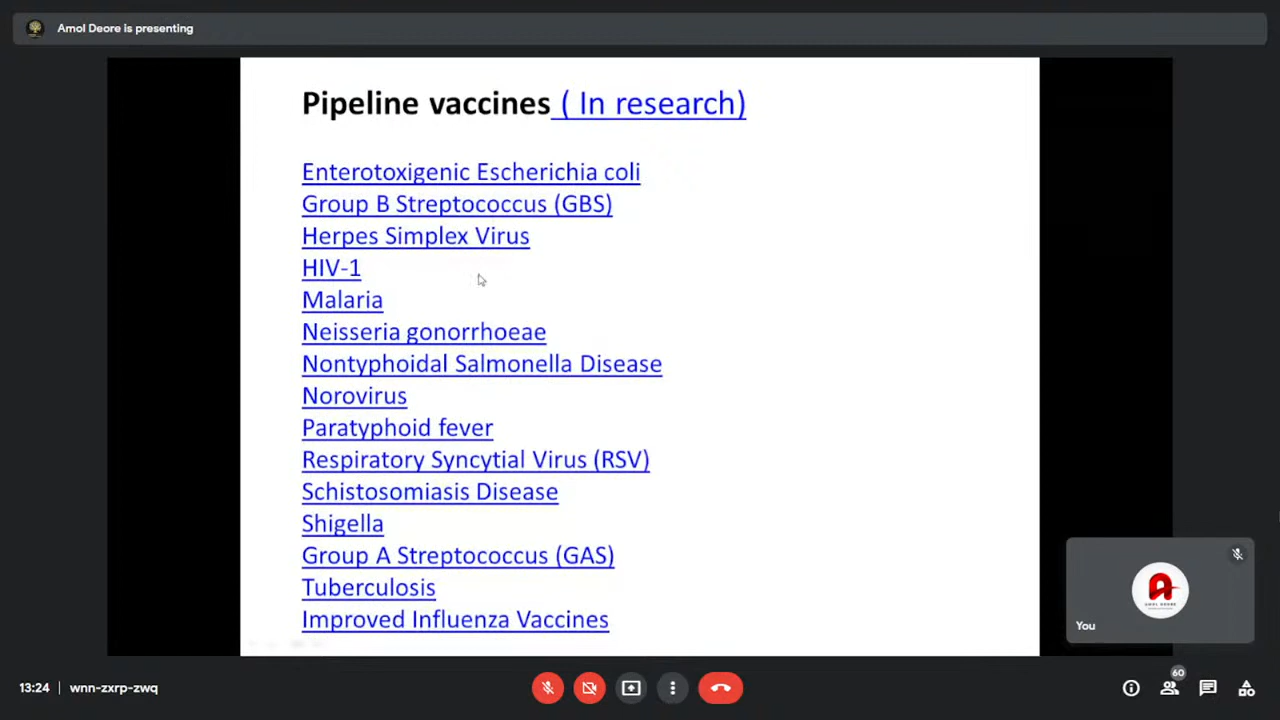 Amol Deore is presenting
Pipeline vaccines ( In research)
Enterotoxigenic Escherichia coli
Group B Streptococcus (GBS)
Herpes Simplex Virus
HIV-1
Malaria
Neisseria gonorrhoeae
Nontyphoidal Salmonella Disease
Norovirus
Paratyphoid fever
Respiratory Syncytial Virus (RSV)
Schistosomiasis Disease
Shigella
Group A Streptococcus (GAS)
Tuberculosis
Improved Influenza Vaccines
A
AMOL DEORE
You
13:24 | wnn-zxrp-zwq
60